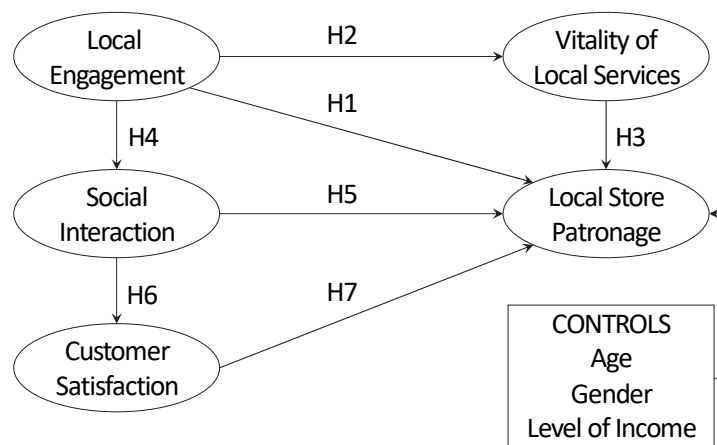 Local
Engagement
H2
Vitality of
Local Services
H1
H4
H3
Social
Interaction
H5
Local Store
Patronage
H6
H7
Customer
Satisfaction
CONTROLS
Age
Gender
Level of Income